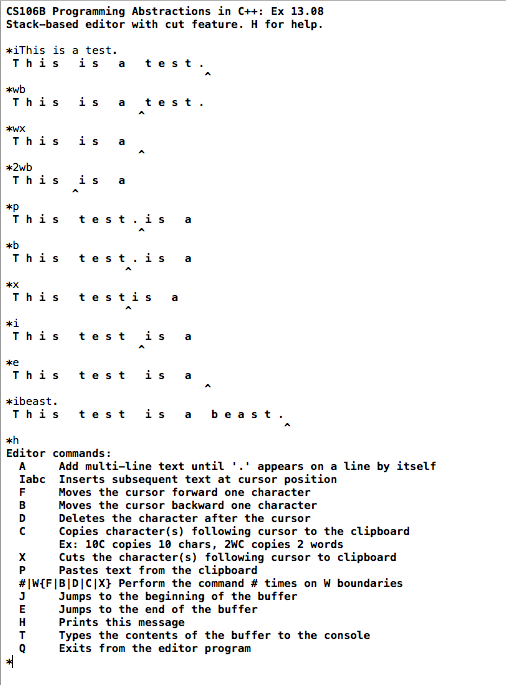 CS106B Programming Abstractions in C++: Ex 13.08
Stack-based editor with cut feature. H for help.
*iThis is a test.
T h i s   i s   a   t e s t .
^
*wb
T h i s   i s   a   t e s t .
^
*wx
T h i s   i s   a
^
*2wb
T h i s   i s   a
^
*p
T h i s   t e s t . i s   a
^
*b
T h i s   t e s t . i s   a
^
*x
T h i s   t e s t i s   a
^
*i
T h i s   t e s t   i s   a
^
*e
T h i s   t e s t   i s   a
^
*ibeast.
T h i s   t e s t   i s   a   b e a s t .
^
*h
Editor commands:
A     Add multi-line text until '.' appears on a line by itself
Iabc  Inserts subsequent text at cursor position
F     Moves the cursor forward one character
B     Moves the cursor backward one character
D     Deletes the character after the cursor
C     Copies character(s) following cursor to the clipboard
Ex: 10C copies 10 chars, 2WC copies 2 words
X     Cuts the character(s) following cursor to clipboard
P     Pastes text from the clipboard
#|W{F|B|D|C|X} Perform the command # times on W boundaries
J     Jumps to the beginning of the buffer
E     Jumps to the end of the buffer
H     Prints this message
T     Types the contents of the buffer to the console
Q     Exits from the editor program
*